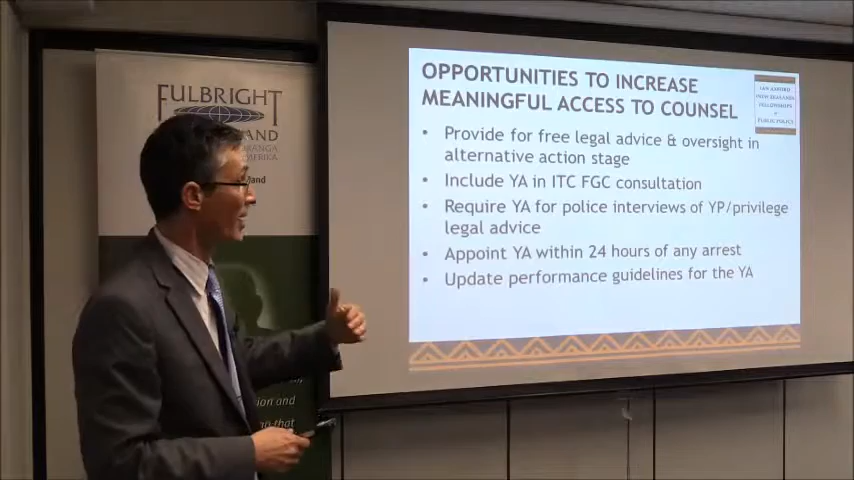 FULBRIGHT
OPPORTUNITIES TO INCREASE
MEANINGFUL ACCESS TO COUNSEL
IAN AXFORD
NEW ZEALAND
FELLOWSHIPS
IN
PUBLIC POLICY
• Provide for free legal advice & oversight in
alternative action stage
• Include YA in ITC FGC consultation
• Require YA for police interviews of YP/privilege
legal advice
• Appoint YA within 24 hours of any arrest
• Update performance guidelines for the YA